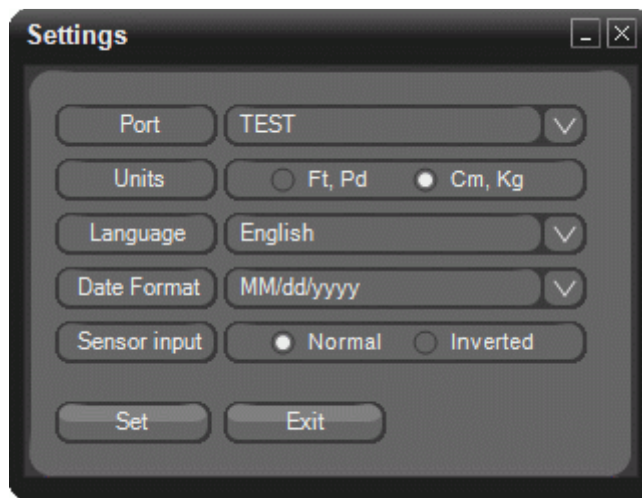 Settings
Port TEST
Units Ft, Pd Cm, Kg
Language English
Date Format MM/dd/yyyy
Sensor input Normal Inverted
Set Exit